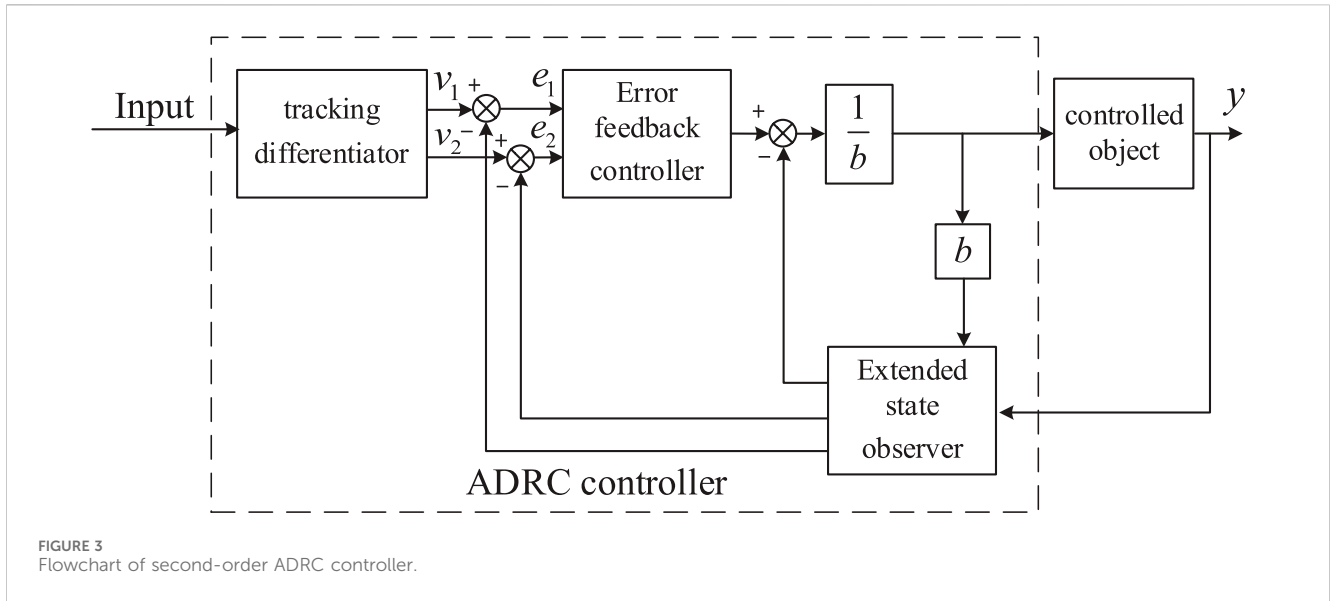 Input
tracking
differentiator
v1
+
e1
v2
−
+
e2
−
Error
feedback
controller
+
−
1
b
controlled
object
y
b
Extended
state
observer
ADRC controller
FIGURE 3
Flowchart of second-order ADRC controller.